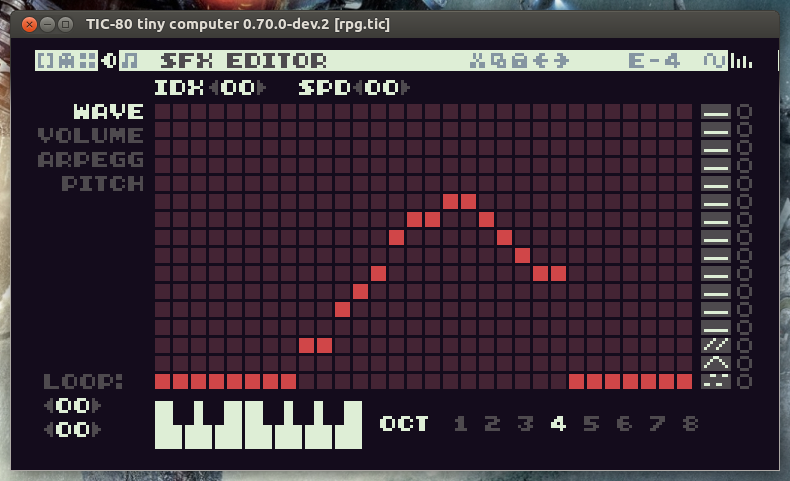 TIC-80 tiny computer 0.70.0-dev.2 [rpg.tic]
SFX EDITOR E-4
IDX 00 SPD 00
WAVE
VOLUME
ARPEGG
PITCH
LOOP:
00
00
OCT 1 2 3 4 5 6 7 8